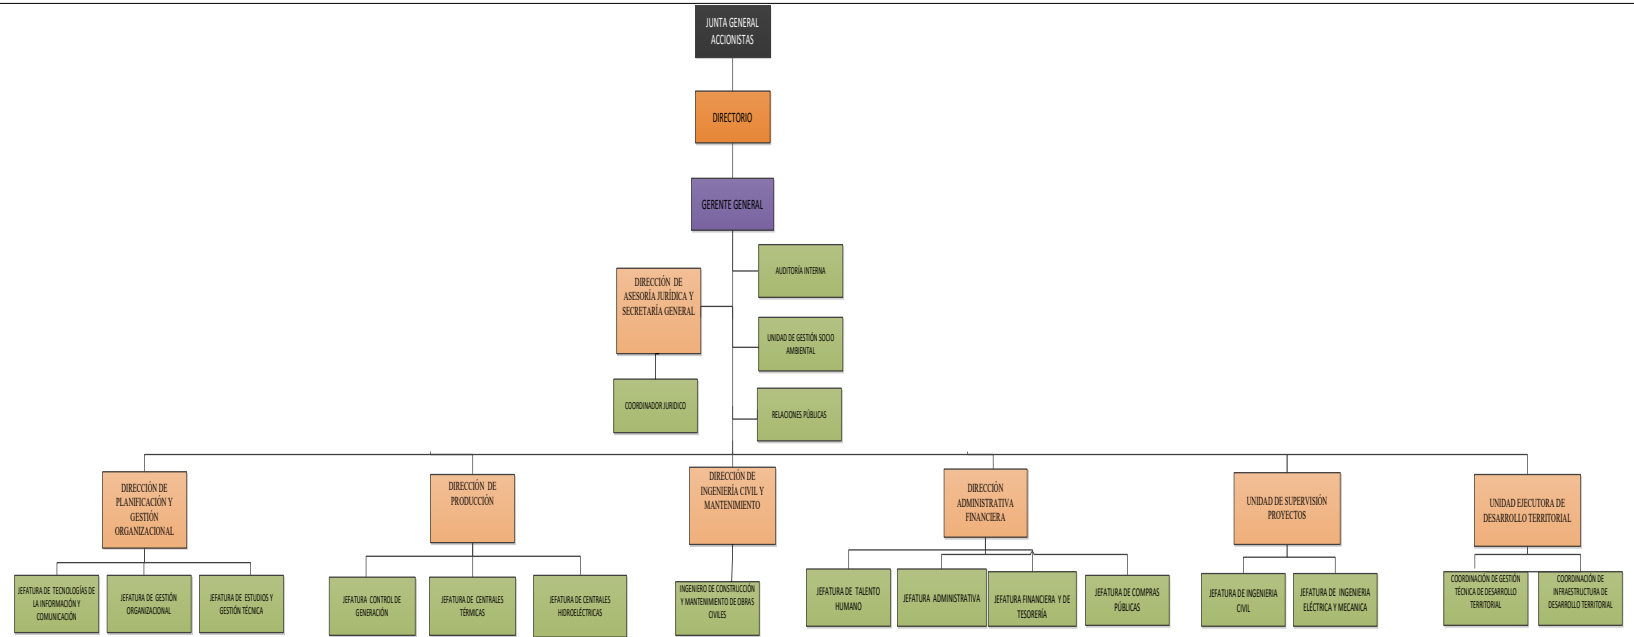 JUNTA GENERAL
ACCIONISTAS
DIRECTORIO
GERENTE GENERAL
AUDITORÍA INTERNA
DIRECCIÓN DE
ASESORÍA JURÍDICA Y
SECRETARÍA GENERAL
UNIDAD DE GESTIÓN SOCIO
AMBIENTAL
COORDINADOR JURIDICO
RELACIONES PÚBLICAS
DIRECCIÓN DE
PLANIFICACIÓN Y
GESTIÓN
ORGANIZACIONAL
DIRECCIÓN DE
PRODUCCIÓN
DIRECCIÓN DE
INGENIERÍA CIVIL Y
MANTENIMIENTO
DIRECCIÓN
ADMINISTRATIVA
FINANCIERA
UNIDAD DE SUPERVISIÓN
PROYECTOS
UNIDAD EJECUTORA DE
DESARROLLO TERRITORIAL
JEFATURA DE TECNOLOGÍAS DE
LA INFORMACIÓN Y
COMUNICACIÓN
JEFATURA DE GESTIÓN
ORGANIZACIONAL
JEFATURA DE ESTUDIOS Y
GESTIÓN TÉCNICA
JEFATURA CONTROL DE
GENERACIÓN
JEFATURA DE CENTRALES
TÉRMICAS
JEFATURA DE CENTRALES
HIDROELÉCTRICAS
INGENIERO DE CONSTRUCCIÓN
Y MANTENIMIENTO DE OBRAS
CIVILES
JEFATURA DE TALENTO
HUMANO
JEFATURA ADMINISTRATIVA
JEFATURA FINANCIERA Y DE
TESORERÍA
JEFATURA DE COMPRAS
PÚBLICAS
JEFATURA DE INGENIERIA
CIVIL
JEFATURA DE INGENIERIA
ELÉCTRICA Y MECANICA
COORDINACIÓN DE GESTIÓN
TÉCNICA DE DESARROLLO
TERRITORIAL
COORDINACIÓN DE
INFRAESTRUCTURA DE
DESARROLLO TERRITORIAL